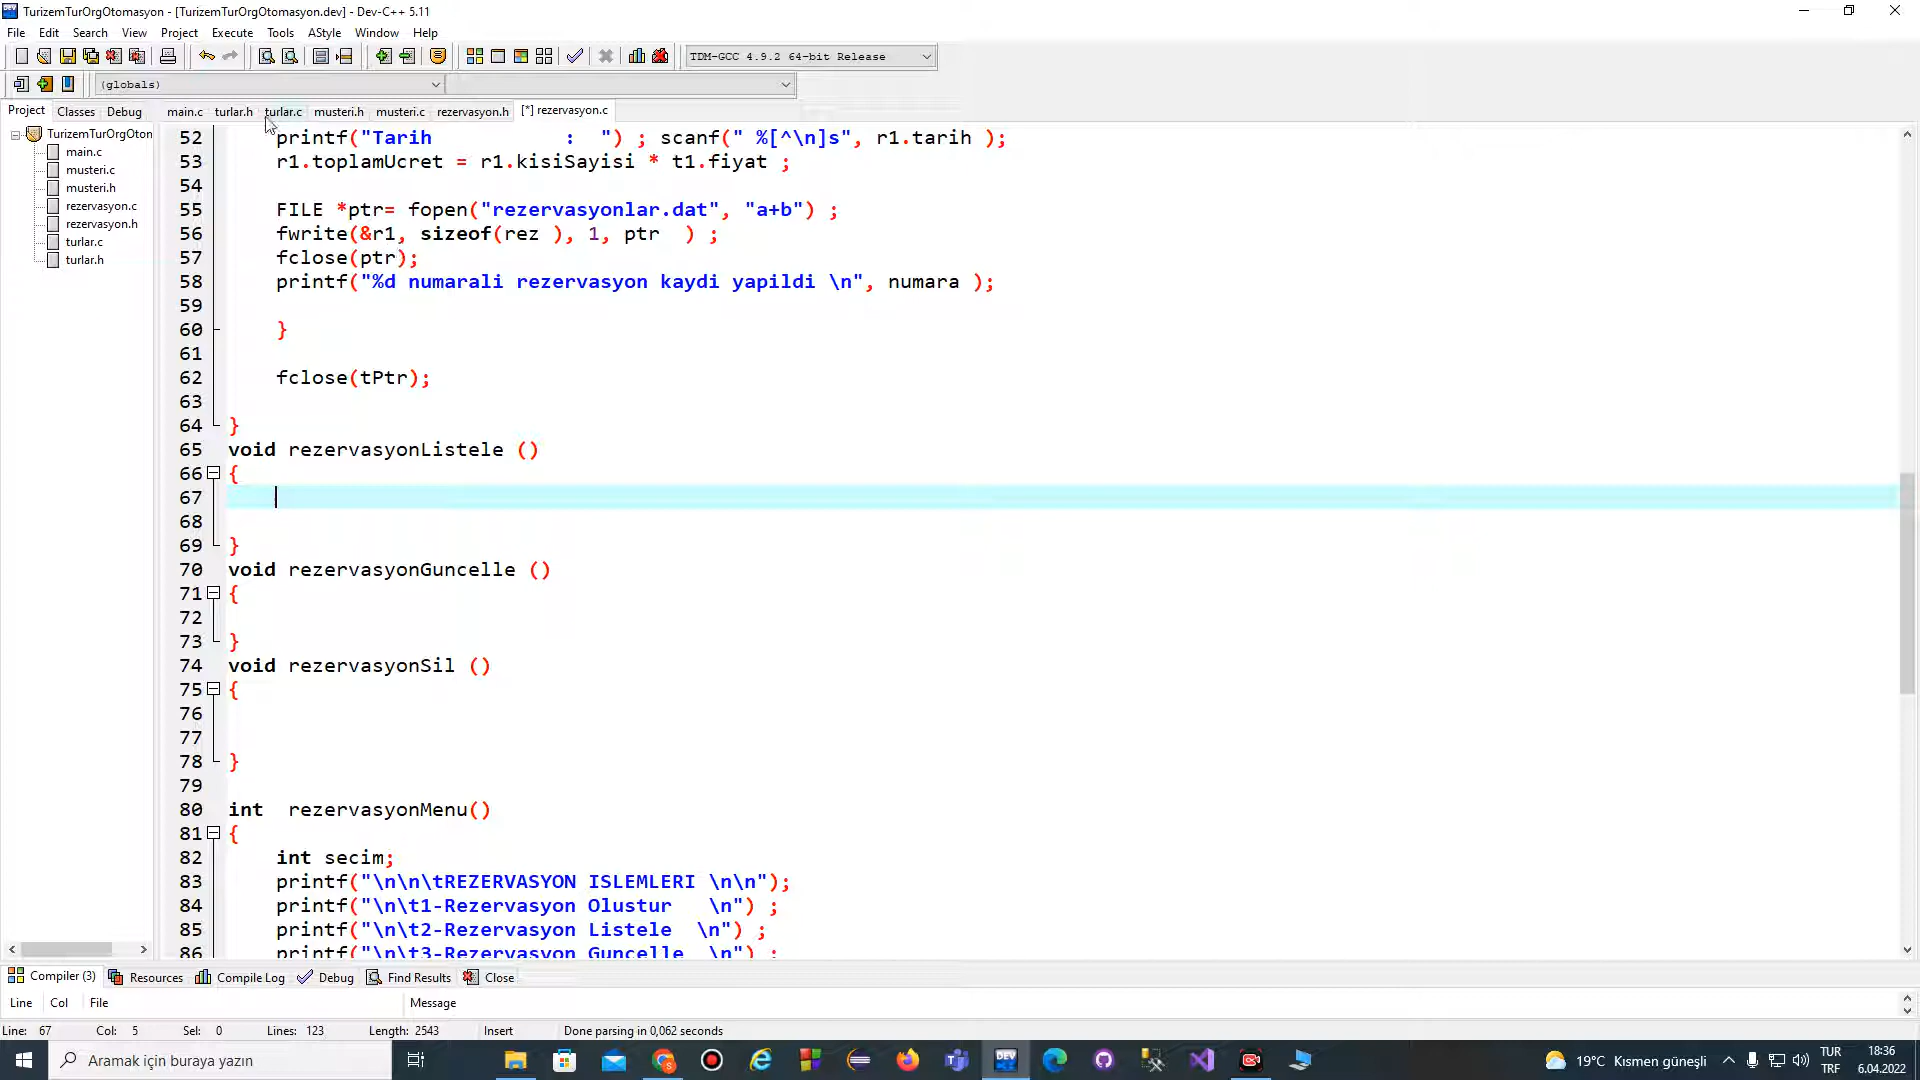 TurizemTurOrgOtomasyon - [TurizemTurOrgOtomasyon.dev] - Dev-C++ 5.11
File Edit Search View Project Execute Tools AStyle Window Help
TDM-GCC 4.9.2 64-bit Release
(globals)
Project Classes Debug main.c turlar.h turlar.c musteri.h musteri.c rezervasyon.h [*] rezervasyon.c
TurizemTurOrgOton
main.c
musteri.c
musteri.h
rezervasyon.c
rezervasyon.h
turlar.c
turlar.h
52 printf("Tarih : ") ; scanf(" %[^\n]s", r1.tarih );
53 r1.toplamUcret = r1.kisiSayisi * t1.fiyat ;
54
55 FILE *ptr= fopen("rezervasyonlar.dat", "a+b") ;
56 fwrite(&r1, sizeof(rez ), 1, ptr ) ;
57 fclose(ptr);
58 printf("%d numarali rezervasyon kaydi yapildi \n", numara );
59
60 }
61
62 fclose(tPtr);
63
64 }
65 void rezervasyonListele ()
66 {
67
68
69 }
70 void rezervasyonGuncelle ()
71 {
72
73 }
74 void rezervasyonSil ()
75 {
76
77
78 }
79
80 int rezervasyonMenu()
81 {
82 int secim;
83 printf("\n\n\tREZERVASYON ISLEMLERI \n\n");
84 printf("\n\t1-Rezervasyon Olustur \n") ;
85 printf("\n\t2-Rezervasyon Listele \n") ;
86 printf("\n\t3-Rezervasyon Guncelle \n") ;
Compiler (3) Resources Compile Log Debug Find Results Close
Line Col File Message
Line: 67 Col: 5 Sel: 0 Lines: 123 Length: 2543 Insert Done parsing in 0,062 seconds
Aramak için buraya yazın
DEV
19°C Kısmen güneşli
TUR
TRF
18:36
6.04.2022